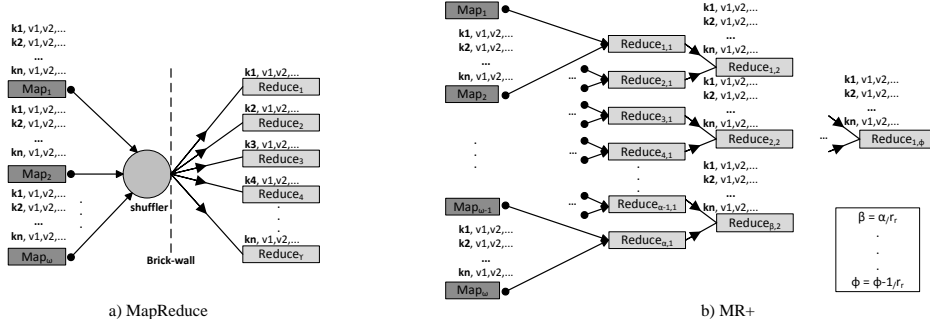 k1, v1,v2,...
k2, v1,v2,...
...
kn, v1,v2,...
Map1
k1, v1,v2,...
k2, v1,v2,...
...
kn, v1,v2,...
Map2
k1, v1,v2,...
k2, v1,v2,...
...
kn, v1,v2,...
Mapω
shuffler
Brick-wall
k1, v1,v2,...
Reduce1
k2, v1,v2,...
Reduce2
k3, v1,v2,...
Reduce3
k4, v1,v2,...
Reduce4
kn, v1,v2,...
ReduceΥ
a) MapReduce
Map1
k1, v1,v2,...
k2, v1,v2,...
...
kn, v1,v2,...
Map2
Mapω-1
k1, v1,v2,...
k2, v1,v2,...
...
kn, v1,v2,...
Mapω
Reduce1,1
...
Reduce2,1
...
Reduce3,1
...
Reduce4,1
...
Reduceα-1,1
Reduceα,1
k1, v1,v2,...
k2, v1,v2,...
...
kn, v1,v2,...
Reduce1,2
k1, v1,v2,...
k2, v1,v2,...
...
kn, v1,v2,...
Reduce2,2
k1, v1,v2,...
k2, v1,v2,...
...
kn, v1,v2,...
Reduceβ,2
k1, v1,v2,...
k2, v1,v2,...
...
kn, v1,v2,...
...
Reduce1,ϕ
β = α/rr
.
.
.
.
ϕ = ϕ-1/rr
b) MR+